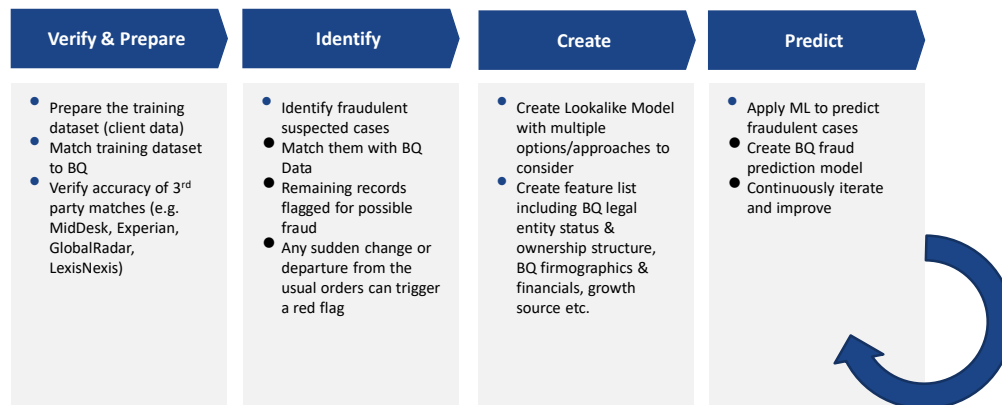 Verify & Prepare
Prepare the training
dataset (client data)
Match training dataset
to BQ
Verify accuracy of 3rd
party matches (e.g.
MidDesk, Experian,
GlobalRadar,
LexisNexis)
Identify
Identify fraudulent
suspected cases
Match them with BQ
Data
Remaining records
flagged for possible
fraud
Any sudden change or
departure from the
usual orders can trigger
a red flag
Create
Create Lookalike Model
with multiple
options/approaches to
consider
Create feature list
including BQ legal
entity status &
ownership structure,
BQ firmographics &
financials, growth
source etc.
Predict
Apply ML to predict
fraudulent cases
Create BQ fraud
prediction model
Continuously iterate
and improve